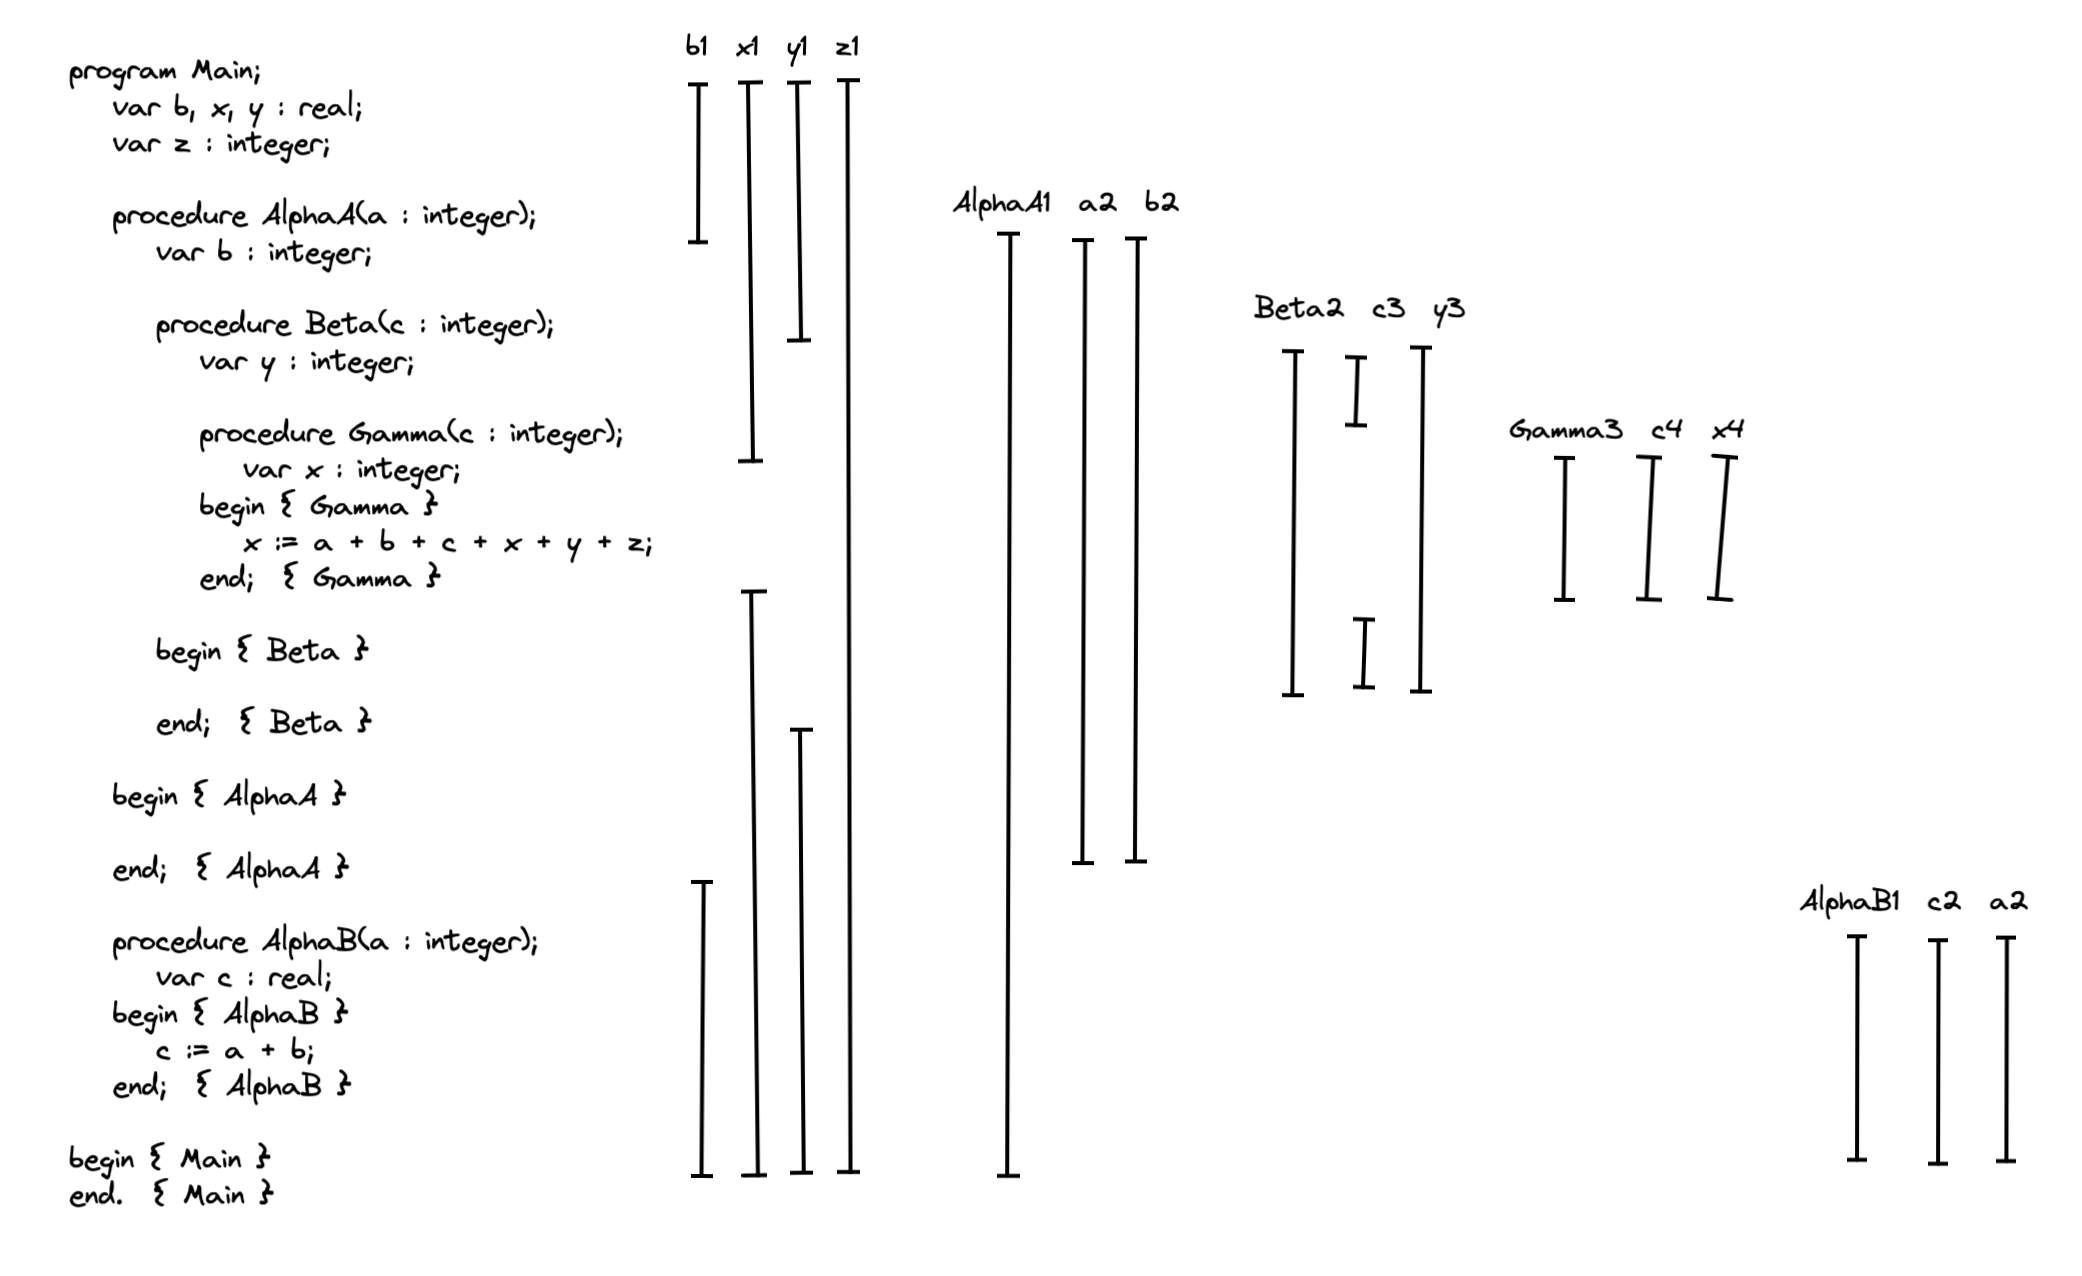 b1 x1 y1 z1
program Main;
var b, x, y : real;
var z : integer;
AlphaA1 a2 b2
procedure AlphaA(a : integer);
var b : integer;
Beta2 c3 y3
procedure Beta(c : integer);
var y : integer;
Gamma3 c4 x4
procedure Gamma(c : integer);
var x : integer;
begin { Gamma }
x := a + b + c + x + y + z;
end; { Gamma }
begin { Beta }
end; { Beta }
begin { AlphaA }
end; { AlphaA }
AlphaB1 c2 a2
procedure AlphaB(a : integer);
var c : real;
begin { AlphaB }
c := a + b;
end; { AlphaB }
begin { Main }
end. { Main }